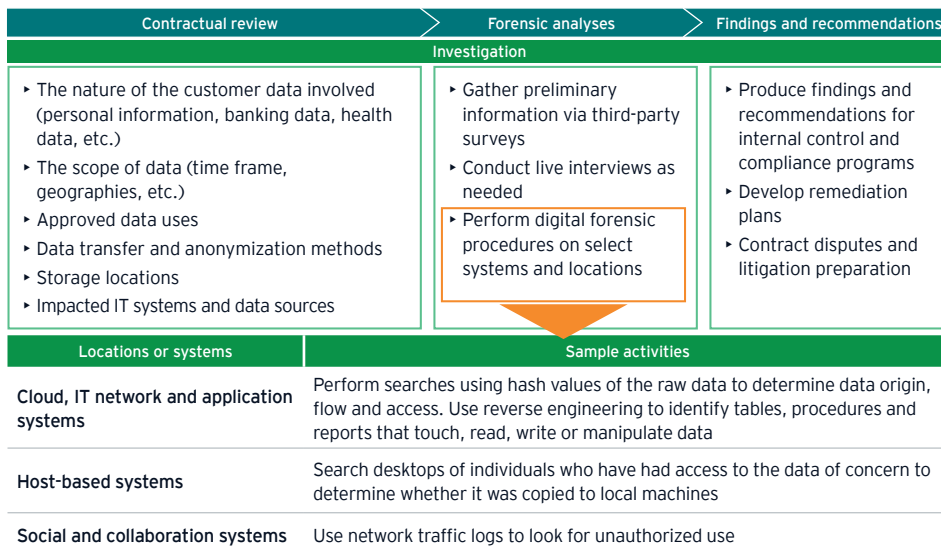 Contractual review
Forensic analyses
Findings and recommendations
Investigation
‣ The nature of the customer data involved
(personal information, banking data, health
data, etc.)
‣ The scope of data (time frame,
geographies, etc.)
‣ Approved data uses
‣ Data transfer and anonymization methods
‣ Storage locations
‣ Impacted IT systems and data sources
‣ Gather preliminary
information via third-party
surveys
‣ Conduct live interviews as
needed
‣ Perform digital forensic
procedures on select
systems and locations
‣ Produce findings and
recommendations for
internal control and
compliance programs
‣ Develop remediation
plans
‣ Contract disputes and
litigation preparation
Locations or systems
Sample activities
Cloud, IT network and application
systems
Perform searches using hash values of the raw data to determine data origin,
flow and access. Use reverse engineering to identify tables, procedures and
reports that touch, read, write or manipulate data
Host-based systems
Search desktops of individuals who have had access to the data of concern to
determine whether it was copied to local machines
Social and collaboration systems
Use network traffic logs to look for unauthorized use